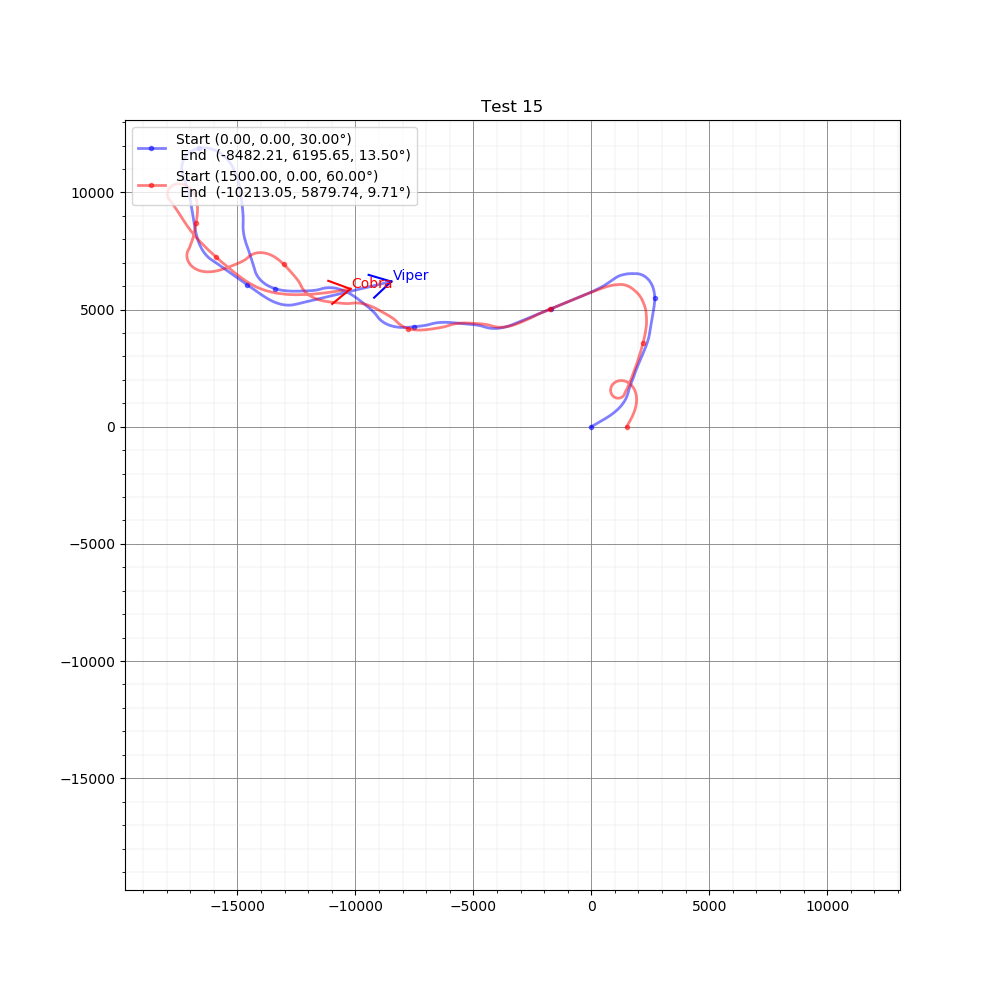 Test 15
Start (0.00, 0.00, 30.00°)
End  (-8482.21, 6195.65, 13.50°)
Start (1500.00, 0.00, 60.00°)
End  (-10213.05, 5879.74, 9.71°)
Viper
Cobra
10000
5000
0
−5000
−10000
−15000
−15000 −10000 −5000 0 5000 10000